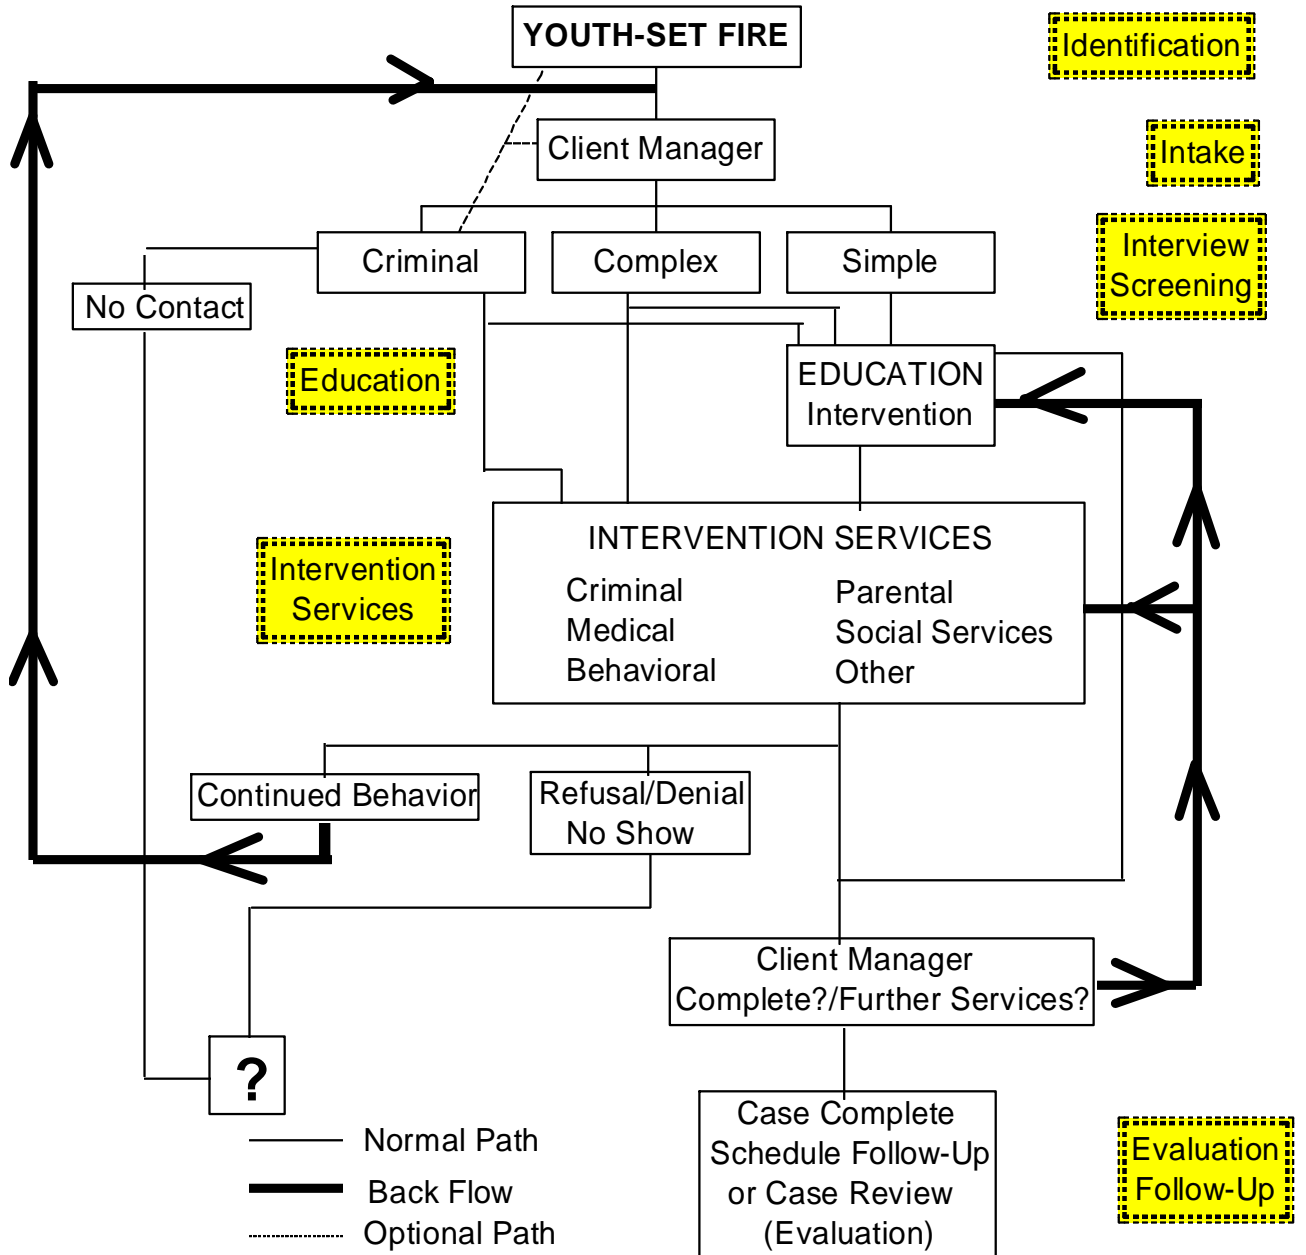 YOUTH-SET FIRE
Identification
Client Manager
Intake
Criminal
Complex
Simple
Interview
Screening
No Contact
Education
EDUCATION
Intervention
INTERVENTION SERVICES
Criminal
Medical
Behavioral
Parental
Social Services
Other
Intervention
Services
Continued Behavior
Refusal/Denial
No Show
Client Manager
Complete?/Further Services?
?
Case Complete
Schedule Follow-Up
or Case Review
(Evaluation)
Evaluation
Follow-Up
Normal Path
Back Flow
Optional Path